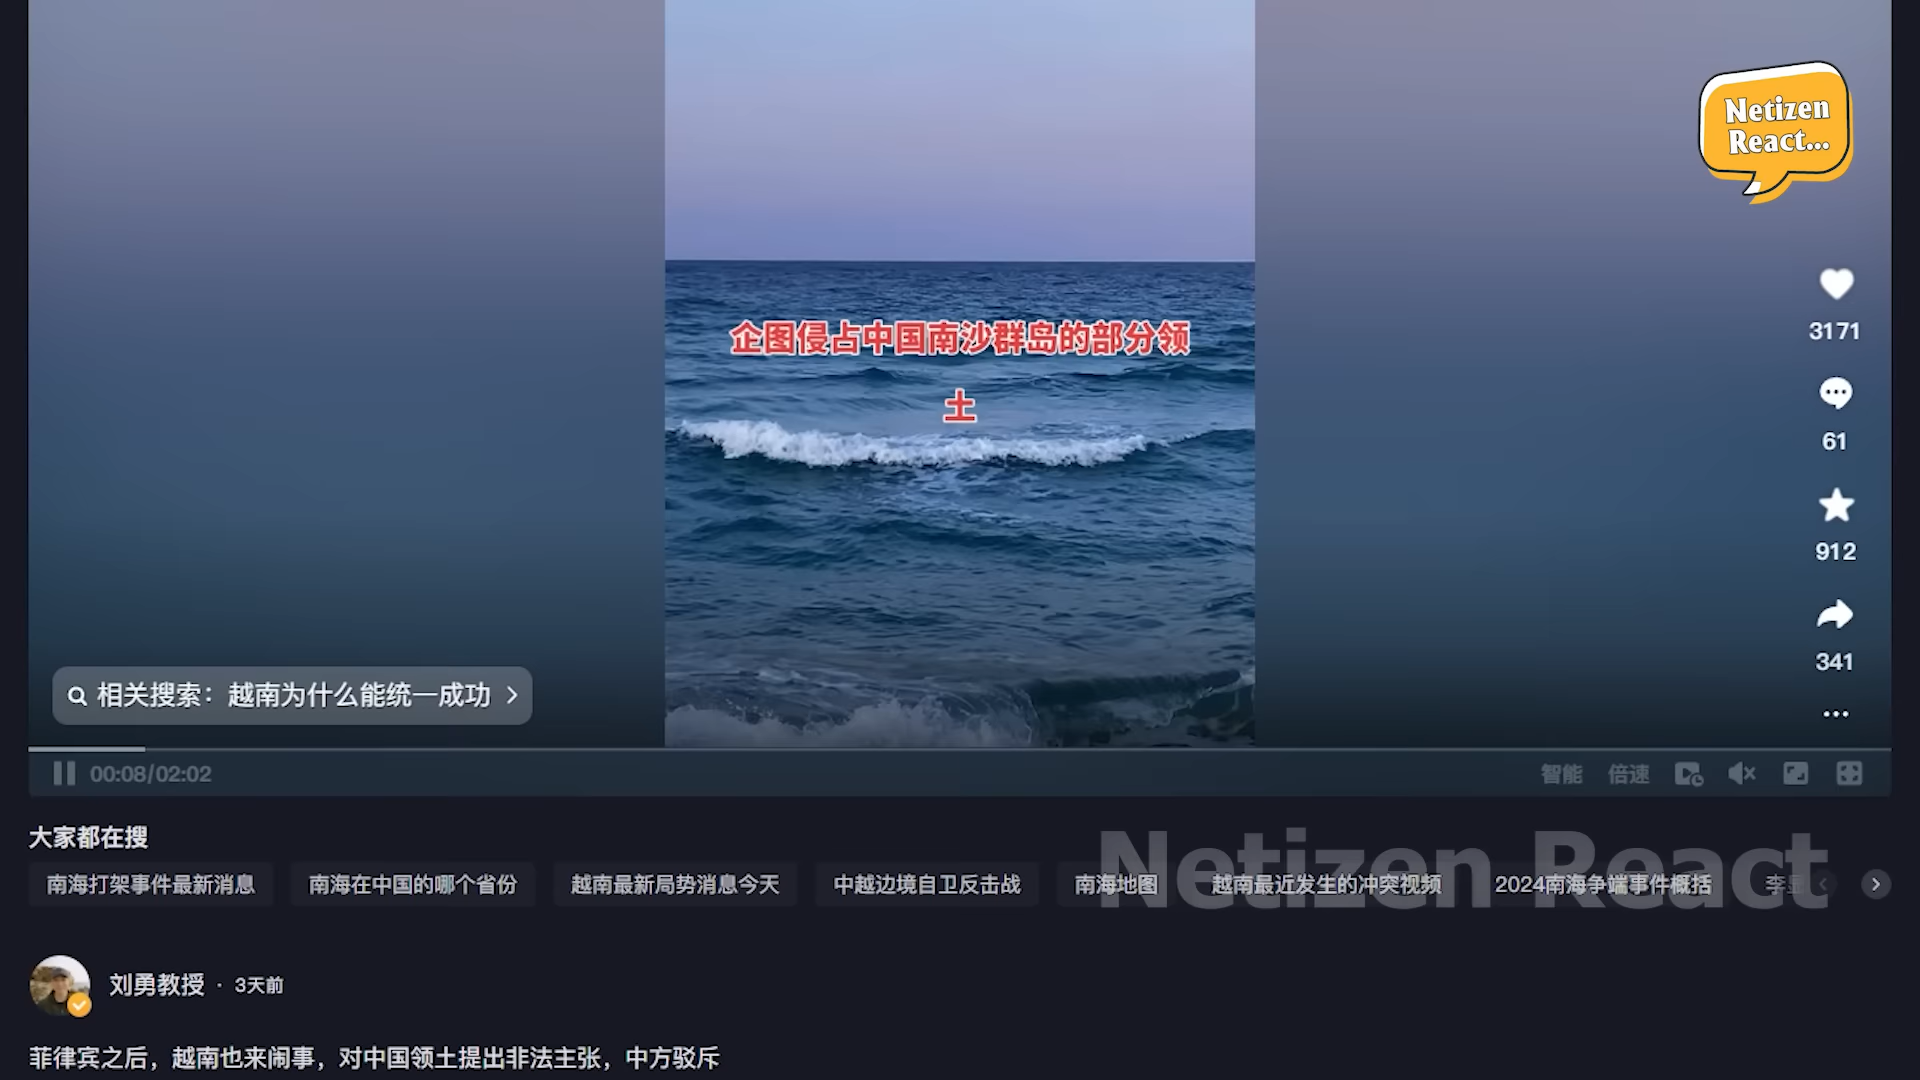 Netizen
React...
3171
企图侵占中国南沙群岛的部分领
土
61
912
341
相关搜索：越南为什么能统一成功
00:08/02:02
智能 倍速
大家都在搜
Netizen React
南海打架事件最新消息 南海在中国的哪个省份 越南最新局势消息今天 中越边境自卫反击战 南海地图 越南最近发生的冲突视频 2024南海争端事件概括 李
刘勇教授 · 3天前
菲律宾之后，越南也来闹事，对中国领土提出非法主张，中方驳斥